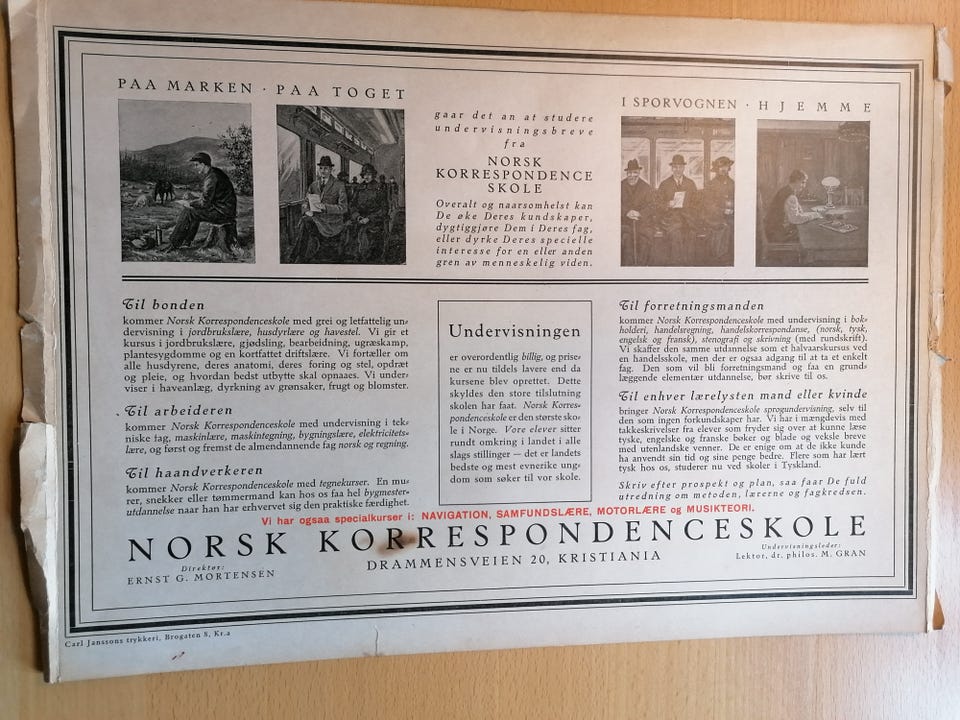 PAA MARKEN · PAA TOGET
gaar det an at studere
undervisningsbreve
fra
NORSK
KORRESPONDENCE
SKOLE
Overalt og naarsomhelst kan
De øke Deres kundskaper,
dygtiggjøre Dem i Deres fag,
eller dyrke Deres specielle
interesse for en eller anden
gren av menneskelig viden.
I SPORVOGNEN · HJEMME
Til bonden
kommer Norsk Korrespondenceskole med grei og letfattelig un-
dervisning i jordbrukslære, husdyrlære og havestel. Vi gir et
kursus i jordbrukslære, gjødsling, bearbeidning, ugræskamp,
plantesygdomme og en kortfattet driftslære. Vi fortæller om
alle husdyrene, deres anatomi, deres foring og stel, opdræt
og pleie, og hvordan bedst utbytte skal opnaaes. Vi under-
viser i haveanlæg, dyrkning av grønsaker, frugt og blomster.
Til arbeideren
kommer Norsk Korrespondenceskole med undervisning i tek-
niske fag, maskinlære, maskintegning, bygningslære, elektricitets-
lære, og først og fremst de almendannende fag norsk og regning.
Til haandverkeren
kommer Norsk Korrespondenceskole med tegnekurser. En mu-
rer, snekker eller tømmermand kan hos os faa hel bygmester-
utdannelse naar han har erhvervet sig den praktiske færdighet.
Undervisningen
er overordentlig billig, og prise-
ne er nu tildels lavere end da
kursene blev oprettet. Dette
skyldes den store tilslutning
skolen har faat. Norsk Korres-
pondenceskole er den største sko-
le i Norge. Vore elever sitter
rundt omkring i landet i alle
slags stillinger — det er landets
bedste og mest evnerike ung-
dom som søker til vor skole.
Til forretningsmanden
kommer Norsk Korrespondenceskole med undervisning i bok-
holderi, handelsregning, handelskorrespondanse, (norsk, tysk,
engelsk og fransk), stenografi og skrivning (med rundskrift).
Vi skaffer den samme utdannelse som et halvaarskursus ved
en handelsskole, men der er ogsaa adgang til at ta et enkelt
fag. Den som vil bli forretningsmand og faa en grund-
læggende elementær utdannelse, bør skrive til os.
Til enhver lærelysten mand eller kvinde
bringer Norsk Korrespondenceskole sprogundervisning, selv til
den som ingen forkundskaper har. Vi har i mængdevis med
takkeskrivelser fra elever som fryder sig over at kunne læse
tyske, engelske og franske bøker og blade og veksle breve
med utenlandske venner. De er enige om at de ikke kunde
ha anvendt sin tid og sine penge bedre. Flere som har lært
tysk hos os, studerer nu ved skoler i Tyskland.
Skriv efter prospekt og plan, saa faar De fuld
utredning om metoden, lærerne og fagkredsen.
Vi har ogsaa specialkurser i: NAVIGATION, SAMFUNDSLÆRE, MOTORLÆRE og MUSIKTEORI.
NORSK KORRESPONDENCESKOLE
Direktør:
ERNST G. MORTENSEN
DRAMMENSVEIEN 20, KRISTIANIA
Undervisningsleder:
Lektor, dr. philos. M. GRAN
Carl Janssons trykkeri, Brogaten 8, Kr.a